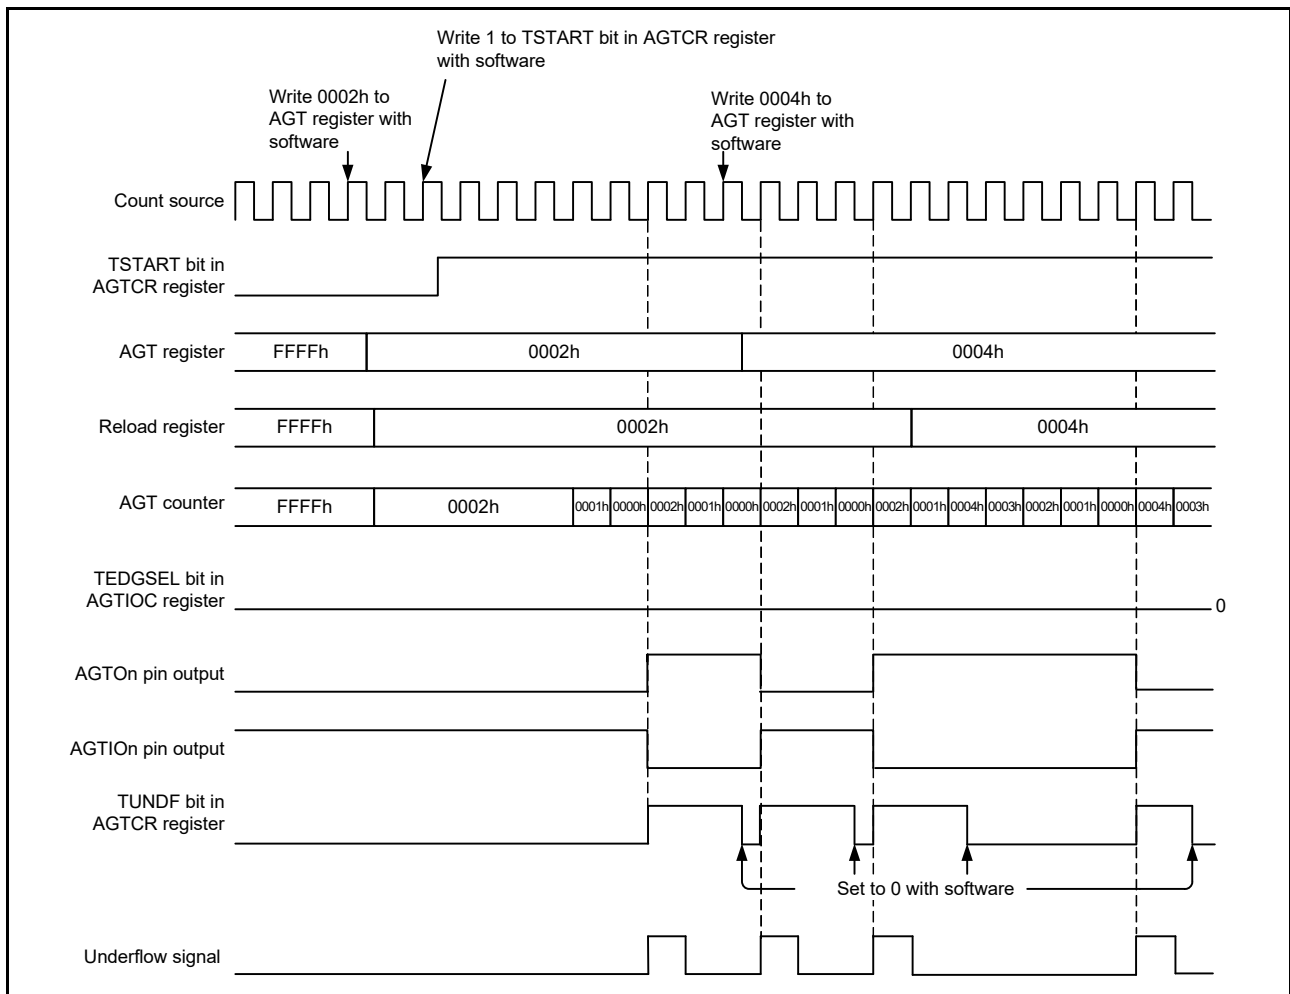 Write 1 to TSTART bit in AGTCR register
with software
Write 0002h to
AGT register with
software
Write 0004h to
AGT register with
software
Count source
TSTART bit in
AGTCR register
AGT register
FFFFh
0002h
0004h
Reload register
FFFFh
0002h
0004h
AGT counter
FFFFh
0002h
0001h
0000h
0002h
0001h
0000h
0002h
0001h
0000h
0002h
0001h
0004h
0003h
0002h
0001h
0000h
0004h
0003h
TEDGSEL bit in
AGTIOC register
0
AGTOn pin output
AGTIOn pin output
TUNDF bit in
AGTCR register
Set to 0 with software
Underflow signal